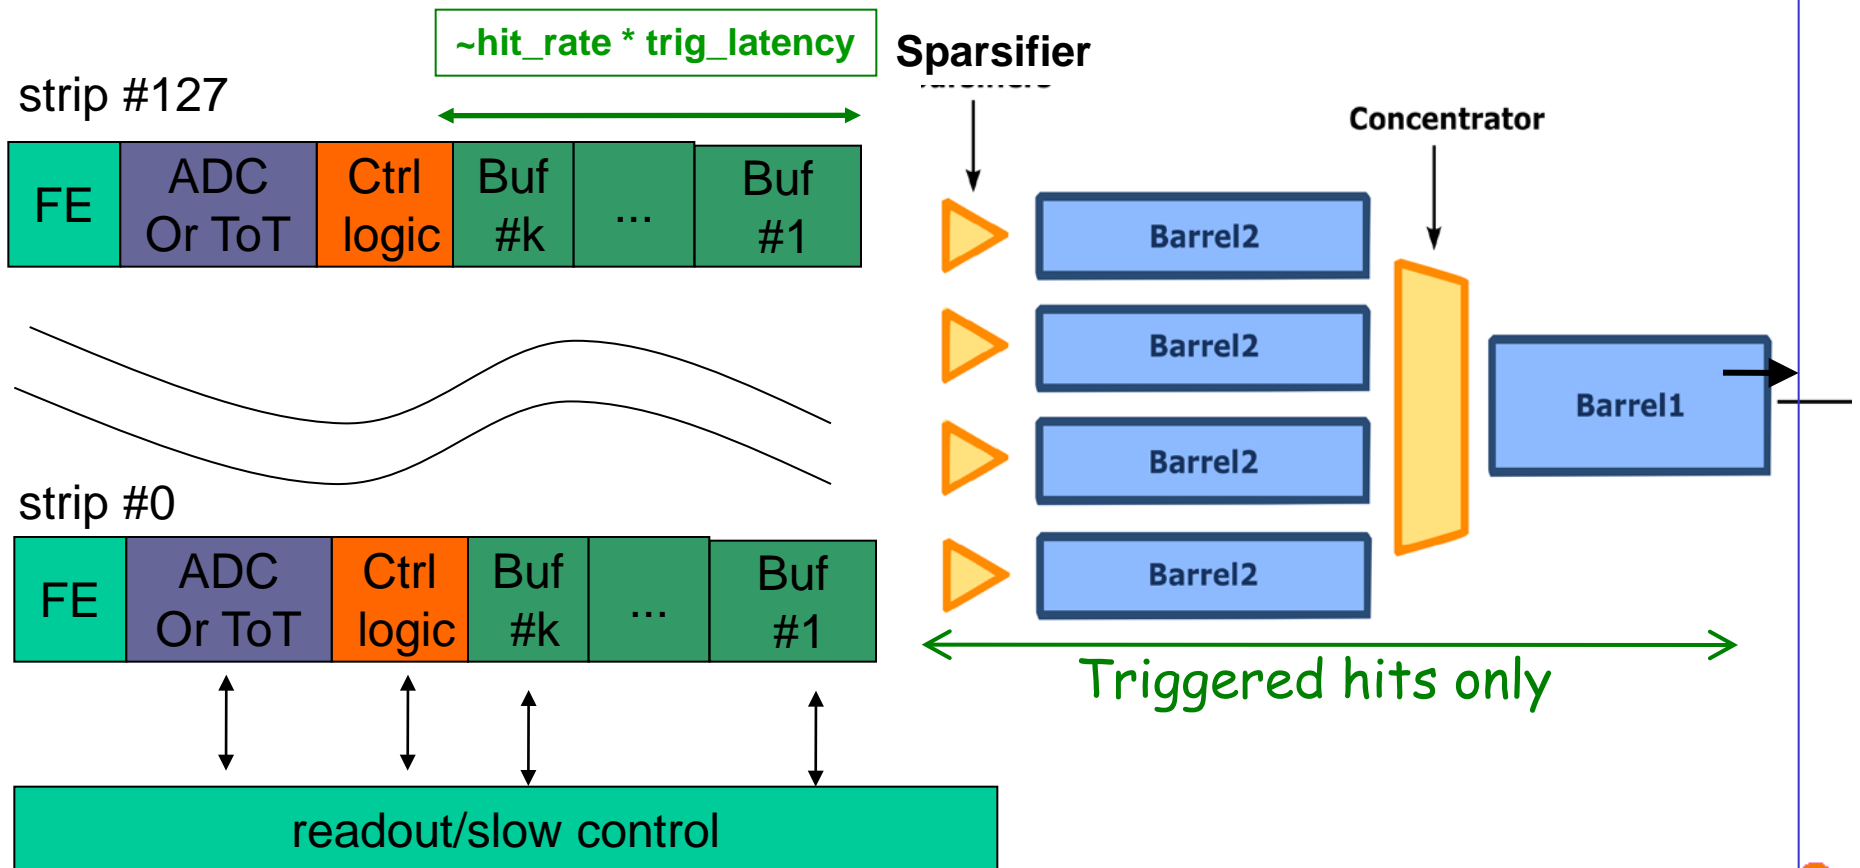 ~hit_rate * trig_latency
Sparsifier
strip #127
Concentrator
FE
ADC
Or ToT
Ctrl
logic
Buf
#k
...
Buf
#1
Barrel2
Barrel2
Barrel2
Barrel2
Barrel1
strip #0
FE
ADC
Or ToT
Ctrl
logic
Buf
#k
...
Buf
#1
Triggered hits only
readout/slow control